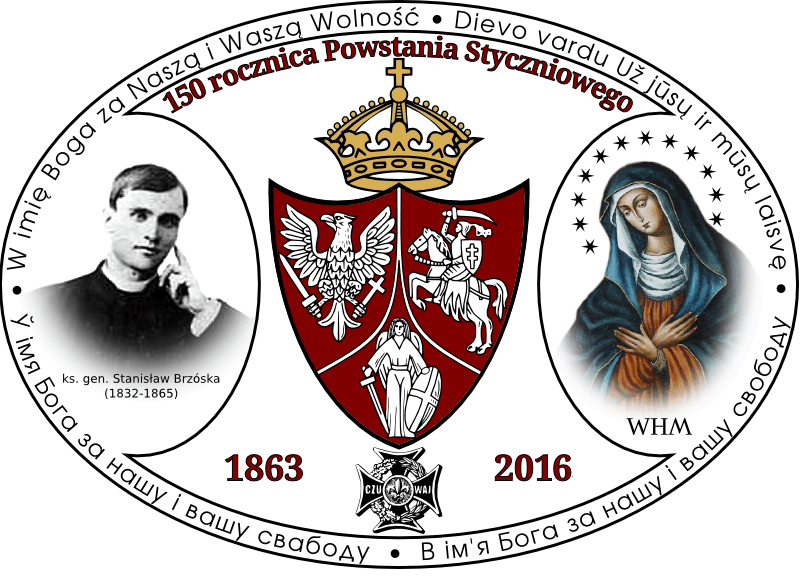 W imię Boga za Naszą i Waszą Wolność • Dievo vardu Už jūsų ir mūsų laisvę •
150 rocznica Powstania Styczniowego
ks. gen. Stanisław Brzóska
(1832-1865)
WHM
1863
2016
CZU WAJ
ў імя Бога за нашу і вашу свабоду • В ім'я Бога за нашу і вашу свободу •